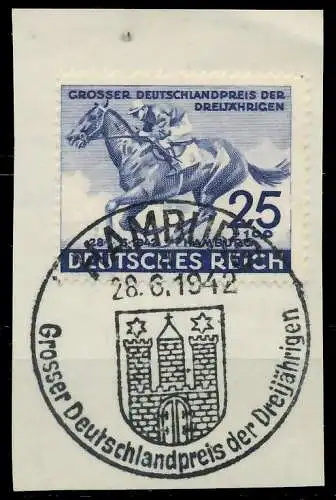 GROSSER DEUTSCHLANDPREIS DER
DREIJÄHRIGEN
25
+100
28.6.1942 HAMBURG
DEUTSCHES REICH
HAMBURG
28.6.1942
Grosser Deutschlandpreis der Dreijährigen